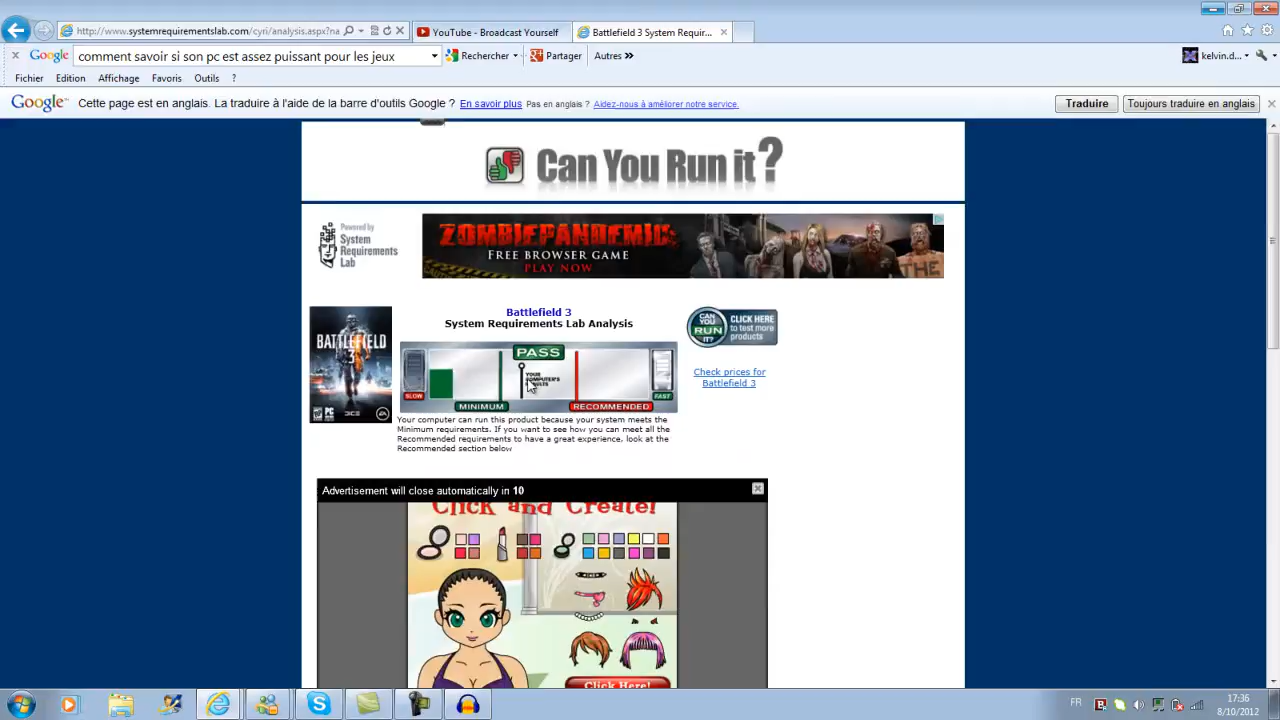 http://www.systemrequirementslab.com/cyri/analysis.aspx?na
YouTube - Broadcast Yourself
Battlefield 3 System Requir...
Google
comment savoir si son pc est assez puissant pour les jeux
Rechercher
Partager
Autres »
kelvin.d...
Fichier
Edition
Affichage
Favoris
Outils
?
Google™
Cette page est en anglais. La traduire à l'aide de la barre d'outils Google ?
En savoir plus
Pas en anglais ?
Aidez-nous à améliorer notre service.
Traduire
Toujours traduire en anglais
Can You Run it?
Powered by
System
Requirements
Lab
ZOMBIEPANDEMIC
FREE BROWSER GAME
PLAY NOW
THE
BATTLEFIELD
3
PC
DICE
EA
Battlefield 3
System Requirements Lab Analysis
PASS
YOUR
COMPUTER'S
RESULTS
SLOW
MINIMUM
RECOMMENDED
FAST
CAN
YOU
RUN
IT?
CLICK HERE
to test more
products
Check prices for
Battlefield 3
Your computer can run this product because your system meets the
Minimum requirements. If you want to see how you can meet all the
Recommended requirements to have a great experience, look at the
Recommended section below
Advertisement will close automatically in 10
Click and Create!
Click Here!
FR
17:36
8/10/2012